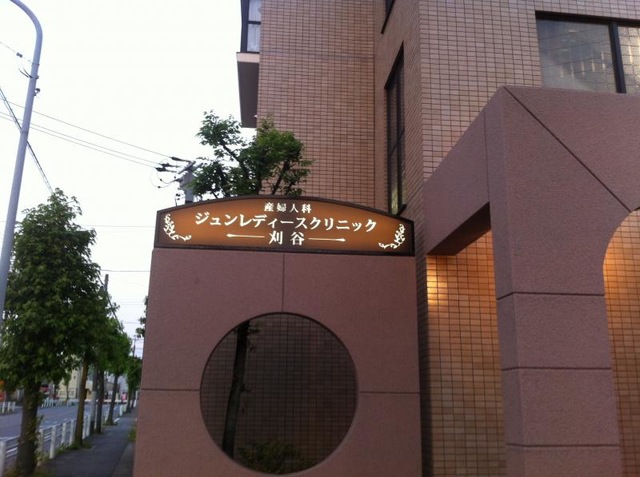 産婦人科
ジュンレディースクリニック
刈谷